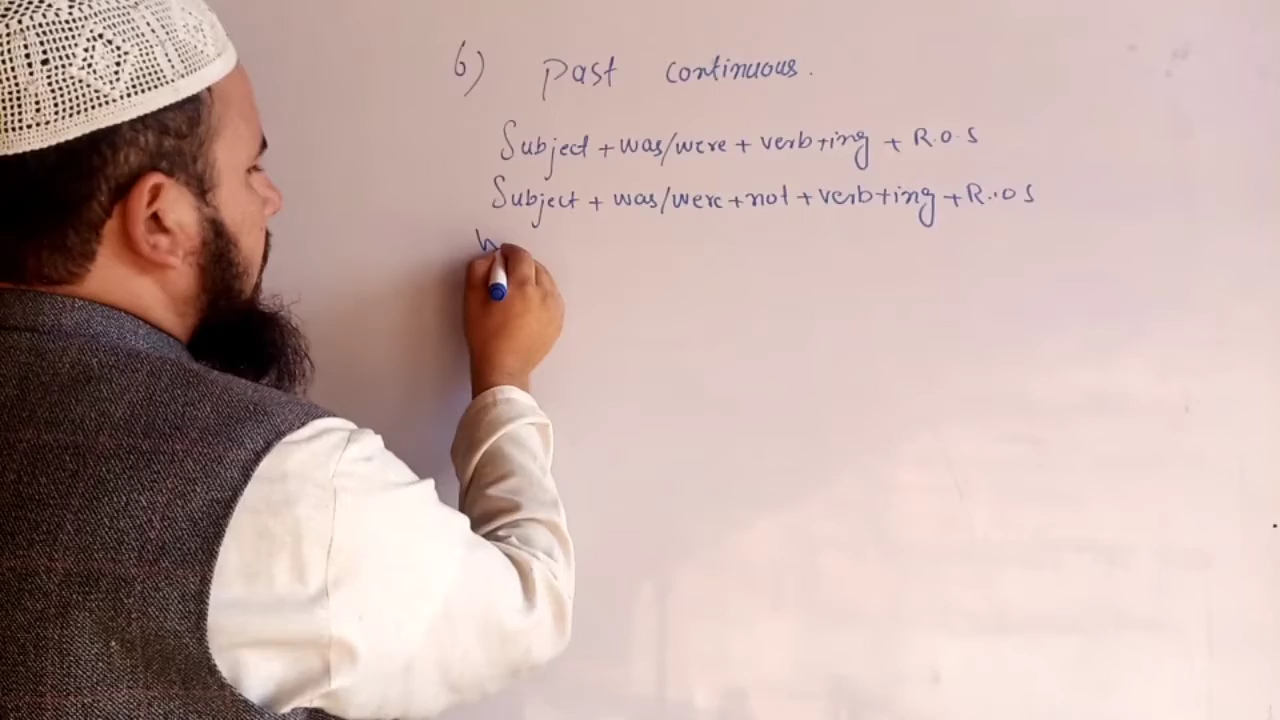 6) Past continuous.
Subject + was/were + verb+ing + R.O.S
Subject + was/were+not + verb+ing + R..O S